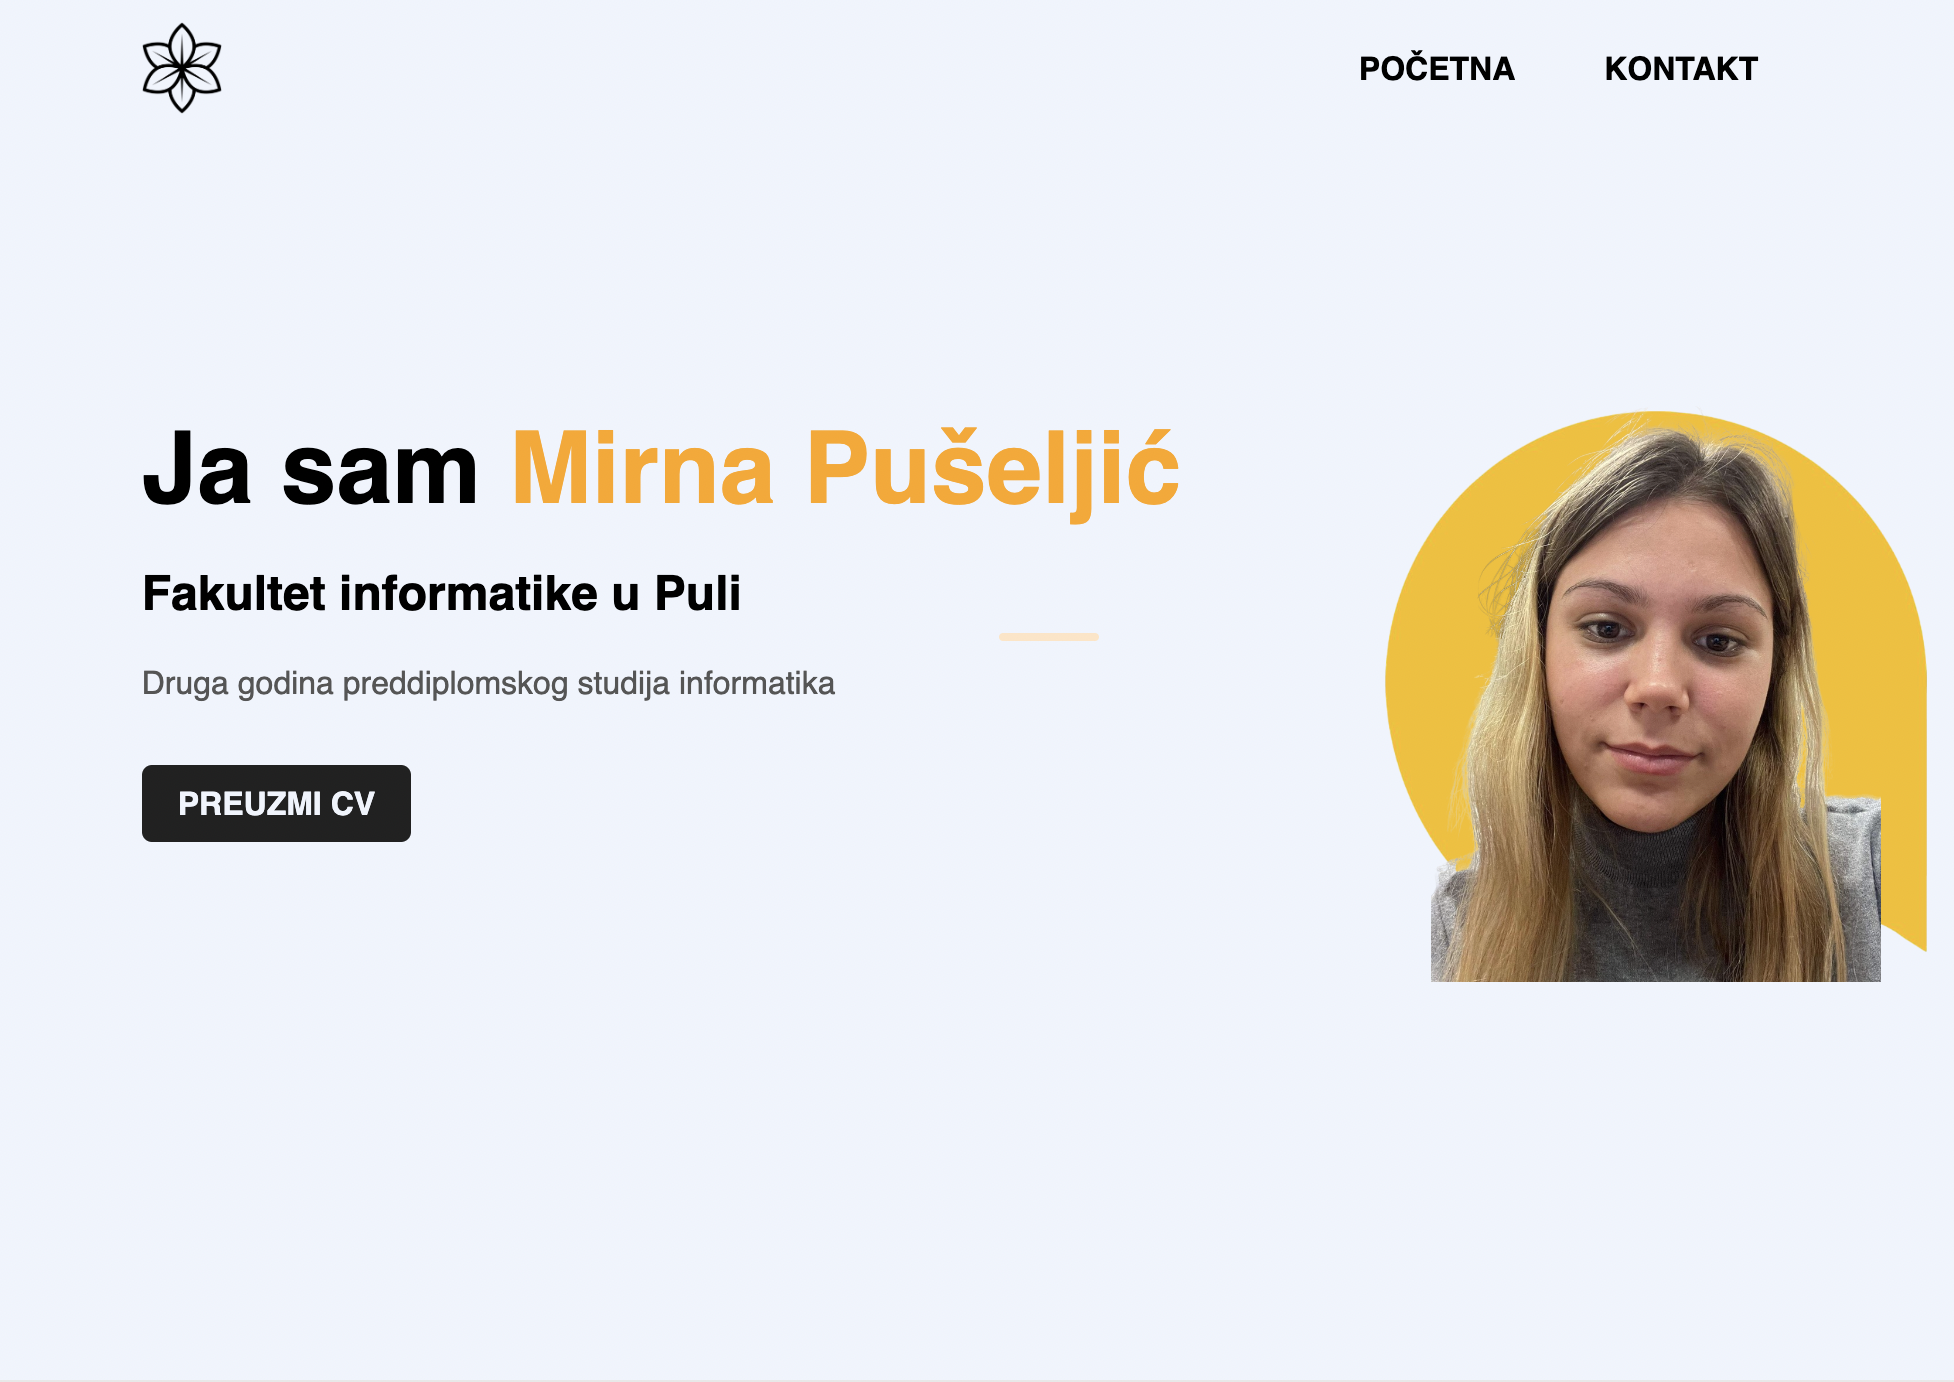 POČETNA KONTAKT
Ja sam Mirna Pušeljić
Fakultet informatike u Puli
Druga godina preddiplomskog studija informatika
PREUZMI CV